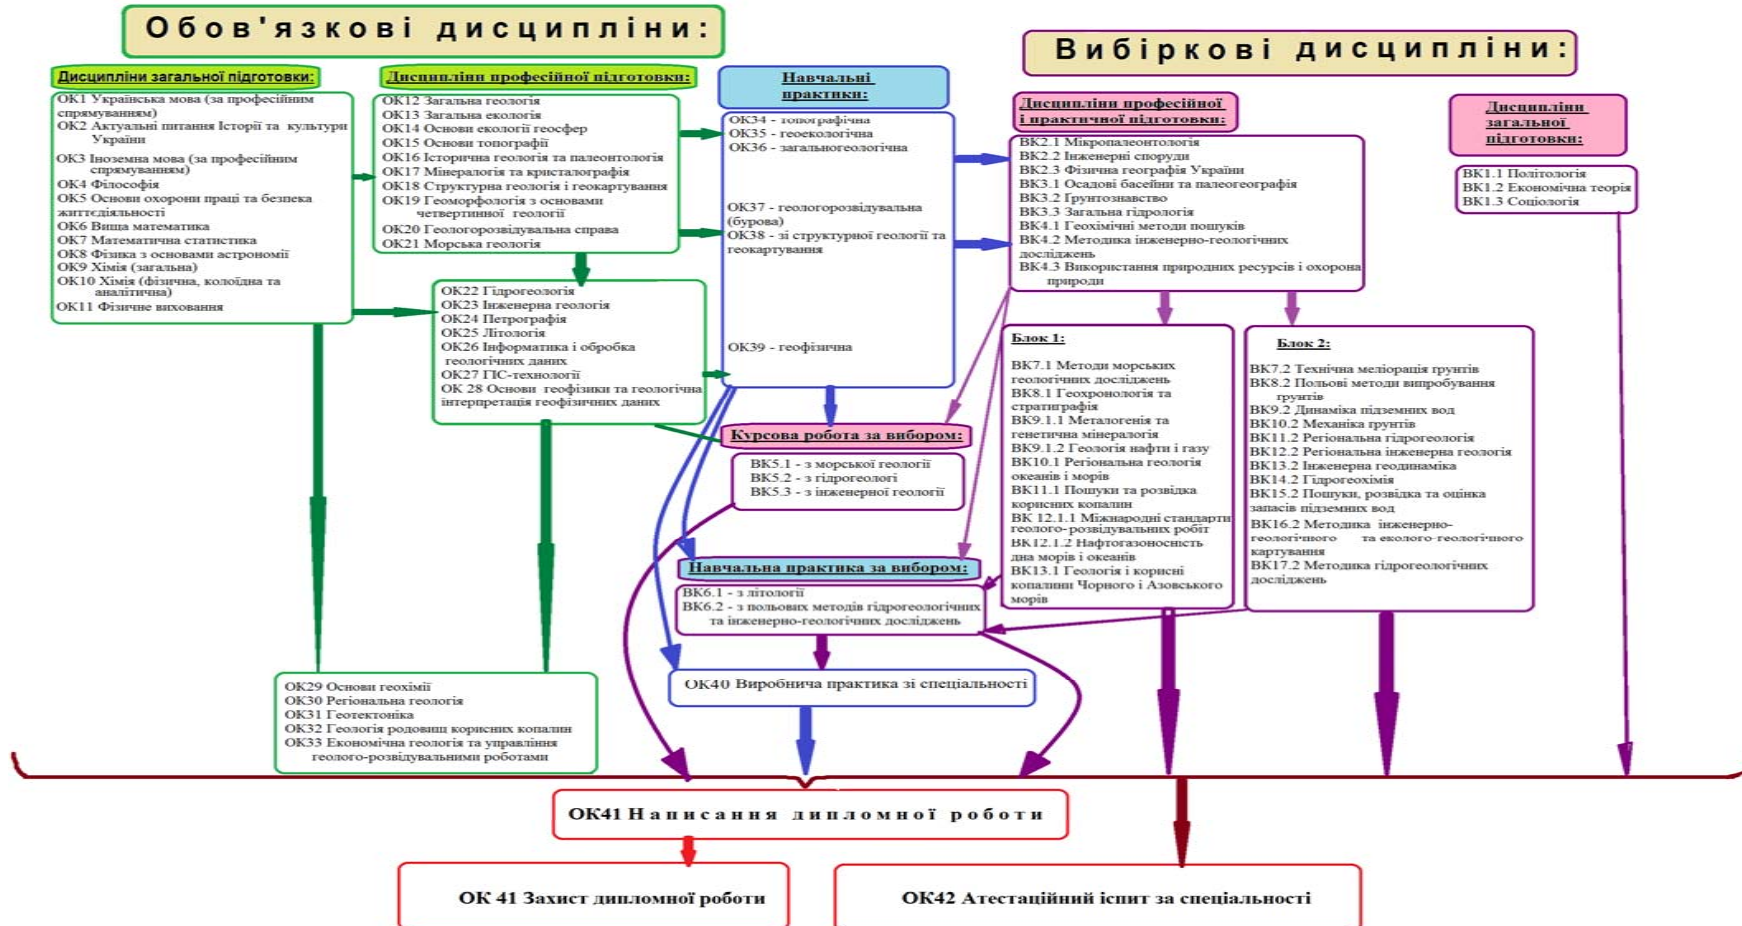 Обов'язкові дисципліни:
Дисципліни загальної підготовки:
ОК1 Українська мова (за професійним
спрямуванням)
ОК2 Актуальні питання Історії та культури
України
ОК3 Іноземна мова (за професійним
спрямуванням)
ОК4 Філософія
ОК5 Основи охорони праці та безпека
життєдіяльності
ОК6 Вища математика
ОК7 Математична статистика
ОК8 Фізика з основами астрономії
ОК9 Хімія (загальна)
ОК10 Хімія (фізична, колоїдна та
аналітична)
ОК11 Фізичне виховання
Дисципліни професійної підготовки:
ОК12 Загальна геологія
ОК13 Загальна екологія
ОК14 Основи екології геосфер
ОК15 Основи топографії
ОК16 Історична геологія та палеонтологія
ОК17 Мінералогія та кристалографія
ОК18 Структурна геологія і геокартування
ОК19 Геоморфологія з основами
четвертинної геології
ОК20 Геологорозвідувальна справа
ОК21 Морська геологія
ОК22 Гідрогеологія
ОК23 Інженерна геологія
ОК24 Петрографія
ОК25 Літологія
ОК26 Інформатика і обробка
геологічних даних
ОК27 ГІС-технології
ОК 28 Основи геофізики та геологічна
інтерпретація геофізичних даних
ОК29 Основи геохімії
ОК30 Регіональна геологія
ОК31 Геотектоніка
ОК32 Геологія родовищ корисних копалин
ОК33 Економічна геологія та управління
геолого-розвідувальними роботами
Навчальні
практики:
ОК34 - топографічна
ОК35 - геоекологічна
ОК36 - загальногеологічна
ОК37 - геологорозвідувальна
(бурова)
ОК38 - зі структурної геології та
геокартування
ОК39 - геофізична
Курсова робота за вибором:
ВК5.1 - з морської геології
ВК5.2 - з гідрогеологі
ВК5.3 - з інженерної геології
Навчальна практика за вибором:
ВК6.1 - з літології
ВК6.2 - з польових методів гідрогеологічних
та інженерно-геологічних досліджень
ОК40 Виробнича практика зі спеціальності
Вибіркові дисципліни:
Дисципліни професійної
і практичної підготовки:
ВК2.1 Мікропалеонтологія
ВК2.2 Інженерні споруди
ВК2.3 Фізична географія України
ВК3.1 Осадові басейни та палеогеографія
ВК3.2 Ґрунтознавство
ВК3.3 Загальна гідрологія
ВК4.1 Геохімічні методи пошуків
ВК4.2 Методика інженерно-геологічних
досліджень
ВК4.3 Використання природних ресурсів і охорона
природи
Блок 1:
ВК7.1 Методи морських
геологічних досліджень
ВК8.1 Геохронологія та
стратиграфія
ВК9.1.1 Металогенія та
генетична мінералогія
ВК9.1.2 Геологія нафти і газу
ВК10.1 Регіональна геологія
океанів і морів
ВК11.1 Пошуки та розвідка
корисних копалин
ВК 12.1.1 Міжнародні стандарти
геолого-розвідувальних робіт
ВК12.1.2 Нафтогазоносність
дна морів і океанів
ВК13.1 Геологія і корисні
копалини Чорного і Азовського
морів
Блок 2:
ВК7.2 Технічна меліорація ґрунтів
ВК8.2 Польові методи випробування
ґрунтів
ВК9.2 Динаміка підземних вод
ВК10.2 Механіка ґрунтів
ВК11.2 Регіональна гідрогеологія
ВК12.2 Регіональна інженерна геологія
ВК13.2 Інженерна геодинаміка
ВК14.2 Гідрогеохімія
ВК15.2 Пошуки, розвідка та оцінка
запасів підземних вод
ВК16.2 Методика інженерно-
геологічного та еколого-геологічного
картування
ВК17.2 Методика гідрогеологічних
досліджень
Дисципліни
загальної
підготовки:
ВК1.1 Політологія
ВК1.2 Економічна теорія
ВК1.3 Соціологія
ОК41 Написання дипломної роботи
ОК 41 Захист дипломної роботи
ОК42 Атестаційний іспит за спеціальності